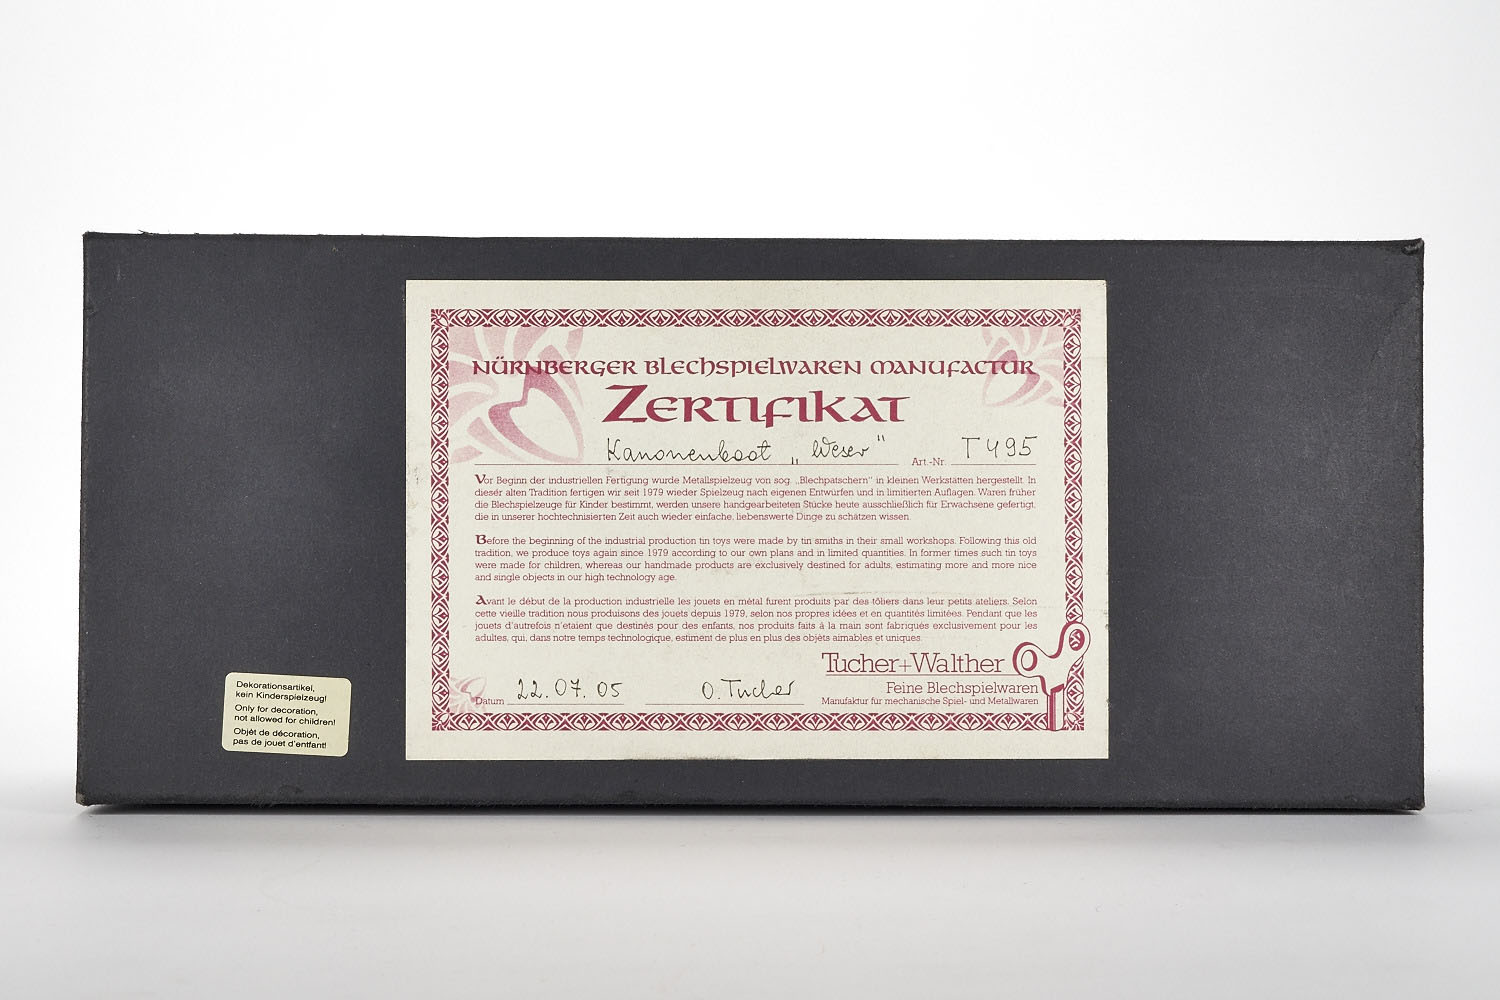 NÜRNBERGER BLECHSPIELWAREN MANUFACTUR
ZERTIFIKAT
Kanonenboot „Weser" Art.-Nr. T 495
Vor Beginn der industriellen Fertigung wurde Metallspielzeug von sog. „Blechpatschern" in kleinen Werkstätten hergestellt. In
dieser alten Tradition fertigen wir seit 1979 wieder Spielzeug nach eigenen Entwürfen und in limitierten Auflagen. Waren früher
die Blechspielzeuge für Kinder bestimmt, werden unsere handgearbeiteten Stücke heute ausschließlich für Erwachsene gefertigt,
die in unserer hochtechnisierten Zeit auch wieder einfache, liebenswerte Dinge zu schätzen wissen.
Before the beginning of the industrial production tin toys were made by tin smiths in their small workshops. Following this old
tradition, we produce toys again since 1979 according to our own plans and in limited quantities. In former times such tin toys
were made for children, whereas our handmade products are exclusively destined for adults, estimating more and more nice
and single objects in our high technology age.
Avant le début de la production industrielle les jouets en métal furent produits par des tôliers dans leur petits ateliers. Selon
cette vieille tradition nous produisons des jouets depuis 1979, selon nos propres idées et en quantités limitées. Pendant que les
jouets d'autrefois n'etaient que destinés pour des enfants, nos produits faits à la main sont fabriqués exclusivement pour les
adultes, qui, dans notre temps technologique, estiment de plus en plus des objèts aimables et uniques.
Tucher+Walther
Feine Blechspielwaren
Manufaktur für mechanische Spiel- und Metallwaren
Datum 22.07.05 O. Tucher
Dekorationsartikel,
kein Kinderspielzeug!
Only for decoration,
not allowed for children!
Objét de décoration,
pas de jouet d'entfant!